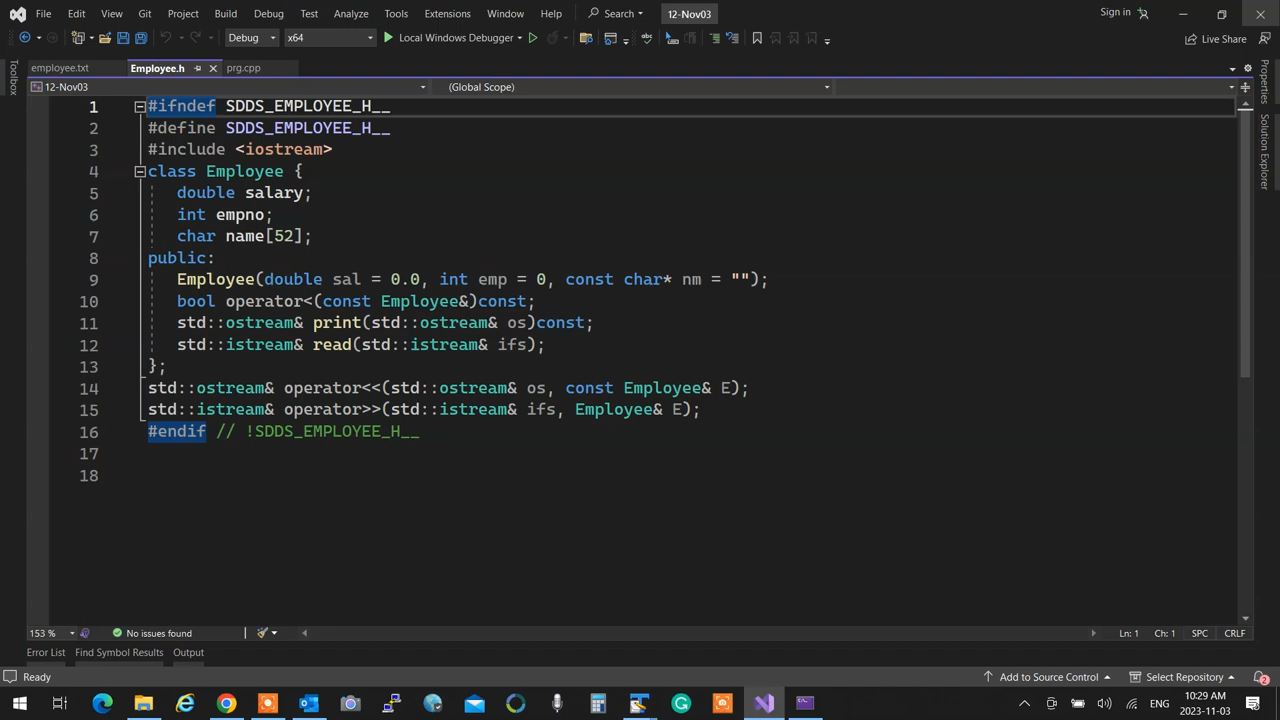 File Edit View Git Project Build Debug Test Analyze Tools Extensions Window Help Search 12-Nov03 Sign in
Debug x64 Local Windows Debugger Live Share
employee.txt Employee.h prg.cpp
12-Nov03 (Global Scope)
Toolbox
Properties
Solution Explorer
1 #ifndef SDDS_EMPLOYEE_H__
2 #define SDDS_EMPLOYEE_H__
3 #include <iostream>
4 class Employee {
5 double salary;
6 int empno;
7 char name[52];
8 public:
9 Employee(double sal = 0.0, int emp = 0, const char* nm = "");
10 bool operator<(const Employee&)const;
11 std::ostream& print(std::ostream& os)const;
12 std::istream& read(std::istream& ifs);
13 };
14 std::ostream& operator<<(std::ostream& os, const Employee& E);
15 std::istream& operator>>(std::istream& ifs, Employee& E);
16 #endif // !SDDS_EMPLOYEE_H__
17
18
153 % No issues found Ln: 1 Ch: 1 SPC CRLF
Error List Find Symbol Results Output
Ready Add to Source Control Select Repository 2
10:29 AM
ENG
2023-11-03